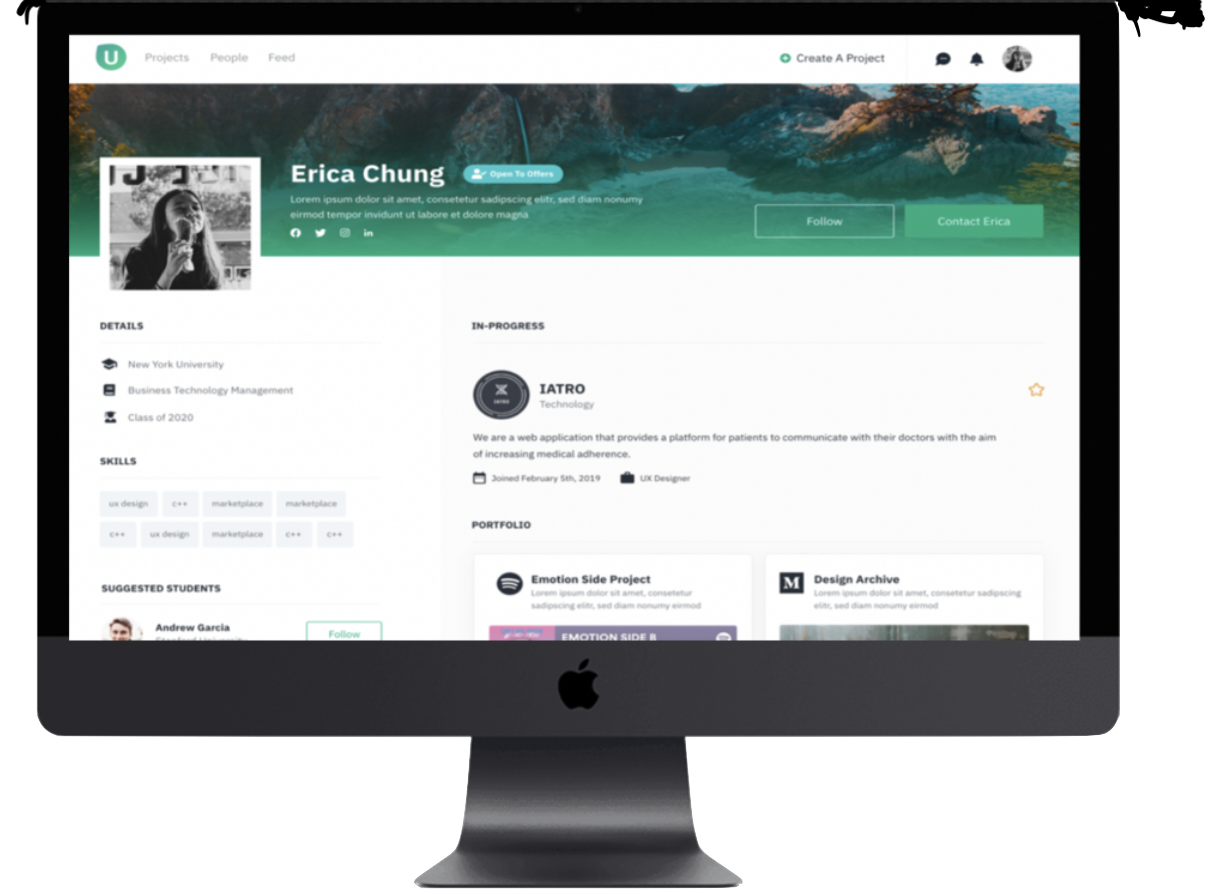 U
Projects People Feed
Create A Project
Erica Chung
Open To Offers
Lorem ipsum dolor sit amet, consetetur sadipscing elitr, sed diam nonumy
eirmod tempor invidunt ut labore et dolore magna
Follow
Contact Erica
DETAILS
New York University
Business Technology Management
Class of 2020
SKILLS
ux design c++ marketplace marketplace
c++ ux design marketplace c++ c++
SUGGESTED STUDENTS
Andrew Garcia
Stanford University
Follow
IN-PROGRESS
IATRO
IATRO
Technology
We are a web application that provides a platform for patients to communicate with their doctors with the aim
of increasing medical adherence.
Joined February 5th, 2019 UX Designer
PORTFOLIO
Emotion Side Project
Lorem ipsum dolor sit amet, consetetur
sadipscing elitr, sed diam nonumy eirmod
EMOTION SIDE B
M
Design Archive
Lorem ipsum dolor sit amet, consetetur sadipscing
elitr, sed diam nonumy eirmod